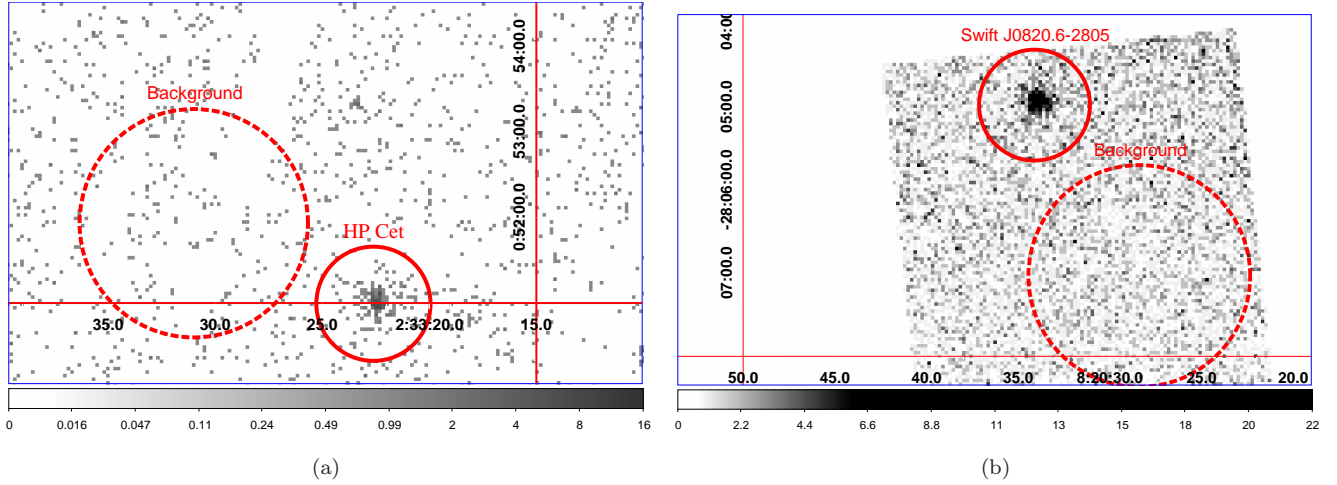 Background
HP Cet
54:00.0
53:00.0
0:52:00.0
35.0 30.0 25.0 2:33:20.0 15.0
0 0.016 0.047 0.11 0.24 0.49 0.99 2 4 8 16
(a)
Swift J0820.6-2805
Background
04:00
05:00.0
-28:06:00.0
07:00.0
50.0 45.0 40.0 35.0 8:20:30.0 25.0 20.0
0 2.2 4.4 6.6 8.8 11 13 15 18 20 22
(b)